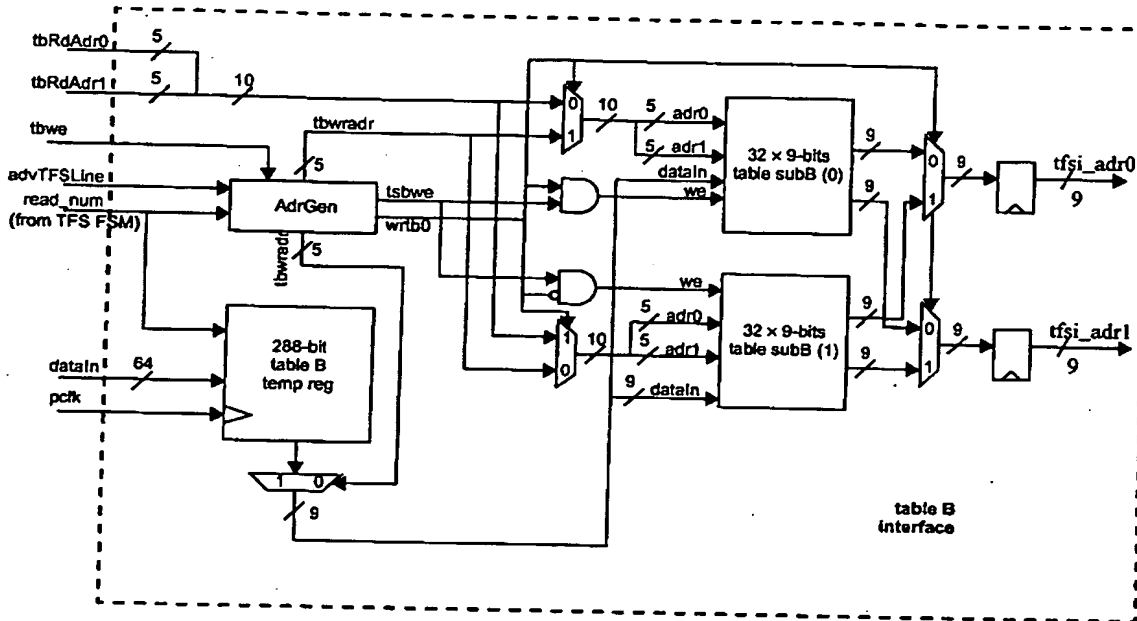 tbRdAdr0
5
tbRdAdr1
5
10
tbwe
tbwradr
5
advTFSLine
read_num
(from TFS FSM)
AdrGen
tsbwe
wrtb0
tbwradr
5
0
1
10
5
adr0
5
adr1
dataIn
we
32 × 9-bits
table subB (0)
9
9
0
1
9
tfsi_adr0
9
we
5
adr0
5
adr1
9
dataIn
1
0
10
32 × 9-bits
table subB (1)
9
9
0
1
9
tfsi_adr1
9
288-bit
table B
temp reg
dataIn
64
pclk
1 0
9
table B
interface